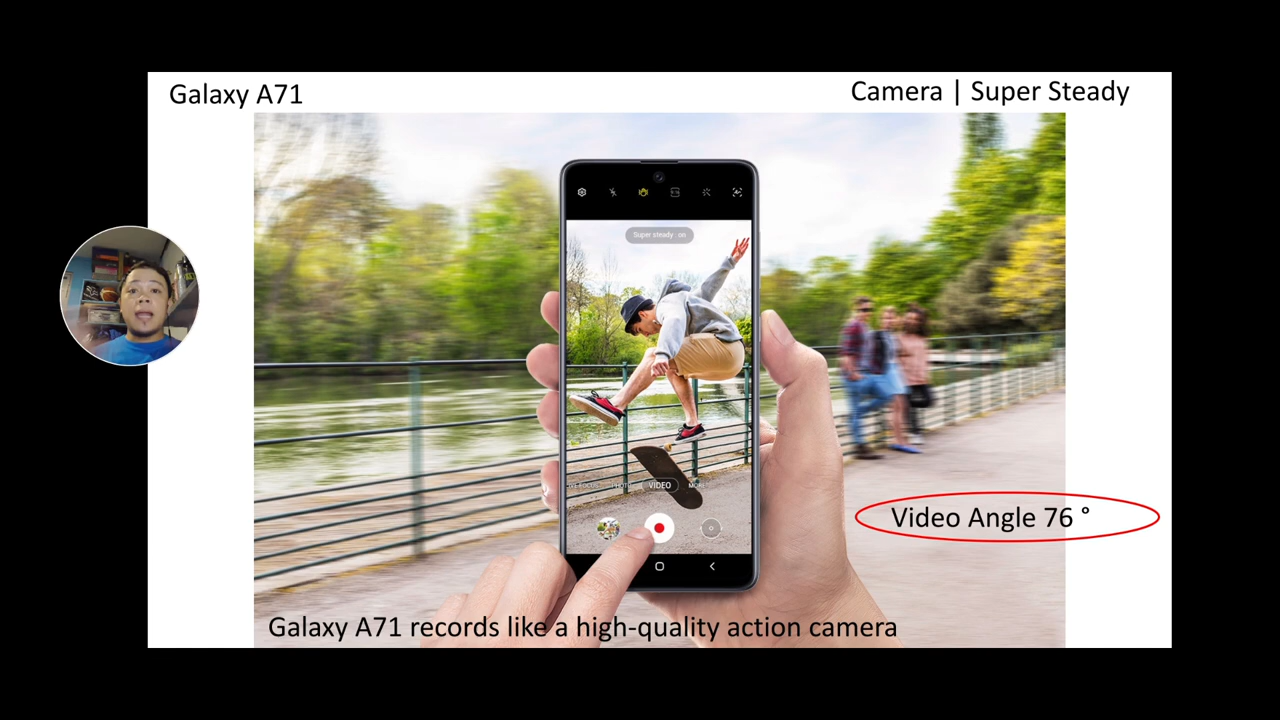 Galaxy A71
Camera | Super Steady
Super steady : on
VIDEO
MORE
Video Angle 76 °
Galaxy A71 records like a high-quality action camera